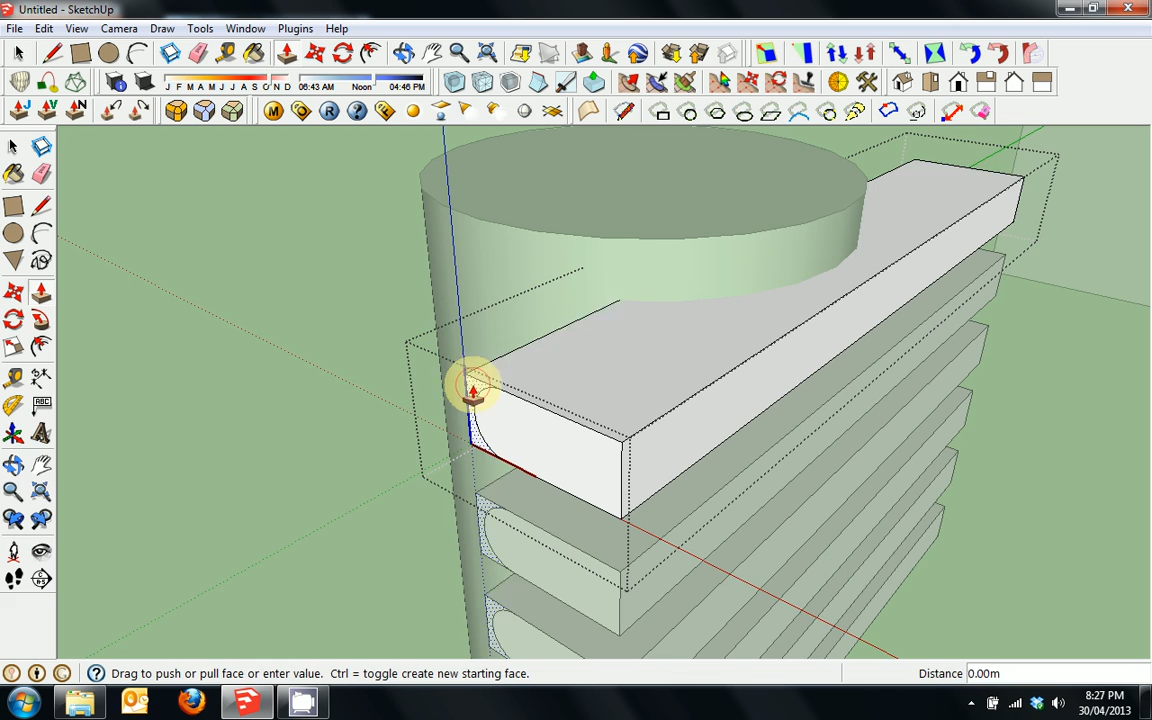 Untitled - SketchUp
File Edit View Camera Draw Tools Window Plugins Help
J F M A M J J A S O N D 06:43 AM Noon 04:46 PM
J V N M O R ? F
ABC
Drag to push or pull face or enter value. Ctrl = toggle create new starting face. Distance 0.00m
8:27 PM
30/04/2013